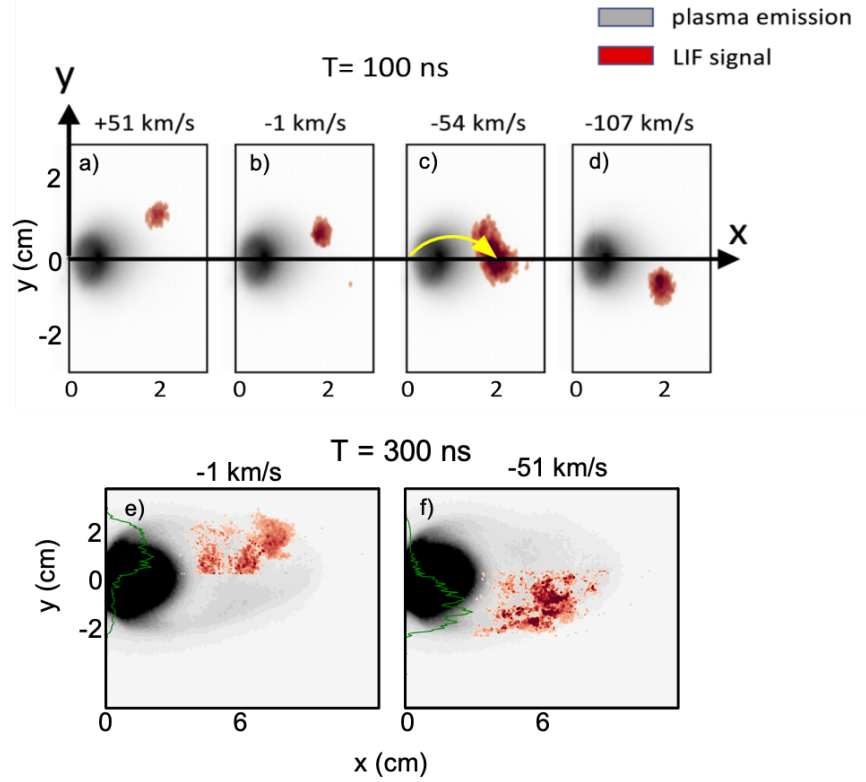 plasma emission
LIF signal
T= 100 ns
y
+51 km/s
-1 km/s
-54 km/s
-107 km/s
a)
b)
c)
d)
2
0
-2
y (cm)
x
0 2
0 2
0 2
0 2
T = 300 ns
-1 km/s
-51 km/s
e)
f)
2
0
-2
y (cm)
0 6
0 6
x (cm)